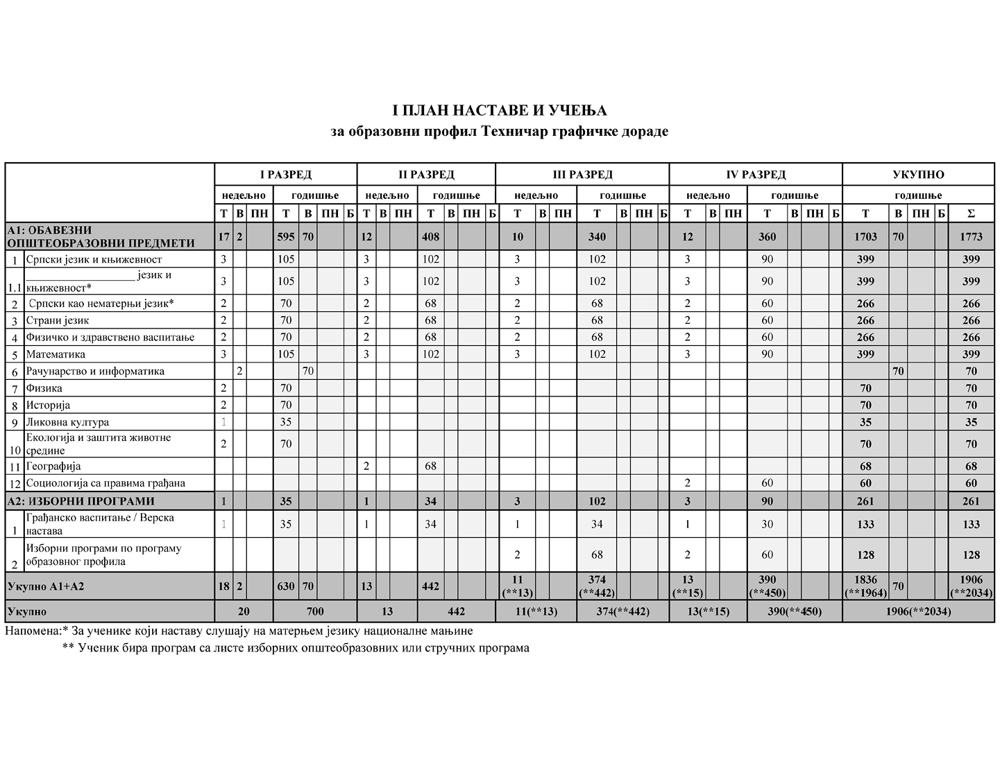 I ПЛАН НАСТАВЕ И УЧЕЊА
за образовни профил Техничар графичке дораде
I РАЗРЕД II РАЗРЕД III РАЗРЕД IV РАЗРЕД УКУПНО
недељно годишње недељно годишње недељно годишње недељно годишње годишње
Т В ПН Т В ПН Б Т В ПН Т В ПН Б Т В ПН Т В ПН Б Т В ПН Т В ПН Б Т В ПН Б Σ
А1: ОБАВЕЗНИ
ОПШТЕОБРАЗОВНИ ПРЕДМЕТИ 17 2 595 70 12 408 10 340 12 360 1703 70 1773
1 Српски језик и књижевност 3 105 3 102 3 102 3 90 399 399
1.1 ___________________ језик и
књижевност* 3 105 3 102 3 102 3 90 399 399
2 Српски као нематерњи језик* 2 70 2 68 2 68 2 60 266 266
3 Страни језик 2 70 2 68 2 68 2 60 266 266
4 Физичко и здравствено васпитање 2 70 2 68 2 68 2 60 266 266
5 Математика 3 105 3 102 3 102 3 90 399 399
6 Рачунарство и информатика 2 70 70 70
7 Физика 2 70 70 70
8 Историја 2 70 70 70
9 Ликовна култура 1 35 35 35
10 Екологија и заштита животне
средине 2 70 70 70
11 Географија 2 68 68 68
12 Социологија са правима грађана 2 60 60 60
А2: ИЗБОРНИ ПРОГРАМИ 1 35 1 34 3 102 3 90 261 261
1 Грађанско васпитање / Верска
настава 1 35 1 34 1 34 1 30 133 133
2 Изборни програми по програму
образовног профила 2 68 2 60 128 128
Укупно А1+А2 18 2 630 70 13 442 11 (**13) 374 (**442) 13 (**15) 390 (**450) 1836 (**1964) 70 1906 (**2034)
Укупно 20 700 13 442 11(**13) 374(**442) 13(**15) 390(**450) 1906(**2034)
Напомена:* За ученике који наставу слушају на матерњем језику националне мањине
** Ученик бира програм са листе изборних општеобразовних или стручних програма